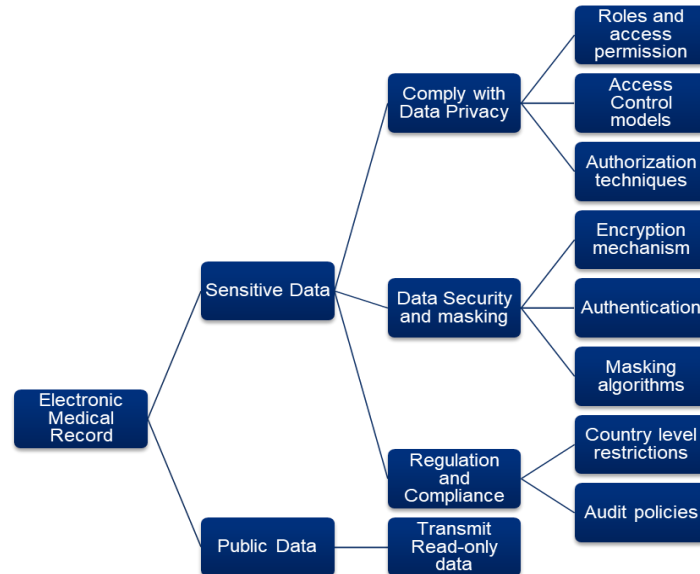 Roles and
access
permission
Comply with
Data Privacy
Access
Control
models
Authorization
techniques
Encryption
mechanism
Sensitive Data
Data Security
and masking
Authentication
Masking
algorithms
Electronic
Medical
Record
Country level
restrictions
Regulation
and
Compliance
Audit policies
Public Data
Transmit
Read-only
data